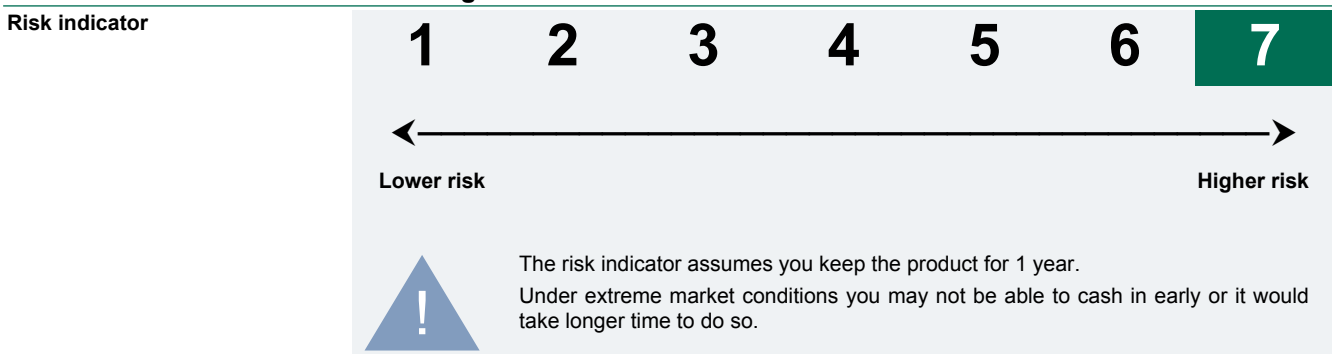 Risk indicator
1 2 3 4 5 6 7
Lower risk Higher risk
!
The risk indicator assumes you keep the product for 1 year.
Under extreme market conditions you may not be able to cash in early or it would
take longer time to do so.